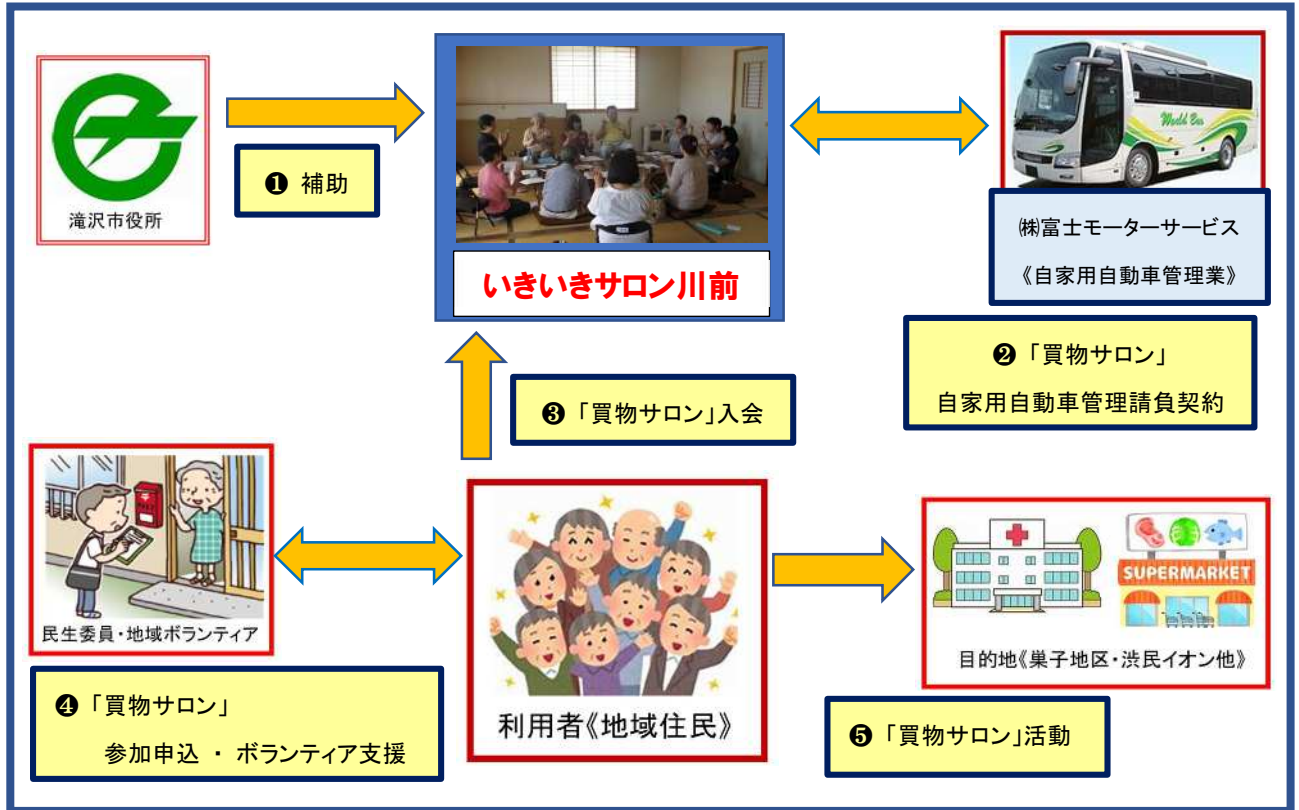 滝沢市役所
❶ 補助
いきいきサロン川前
World Bus
㈱富士モーターサービス
《自家用自動車管理業》
❷「買物サロン」
自家用自動車管理請負契約
❸「買物サロン」入会
民生委員・地域ボランティア
❹「買物サロン」
参加申込 ・ ボランティア支援
利用者《地域住民》
SUPERMARKET
目的地《巣子地区・渋民イオン他》
❺「買物サロン」活動